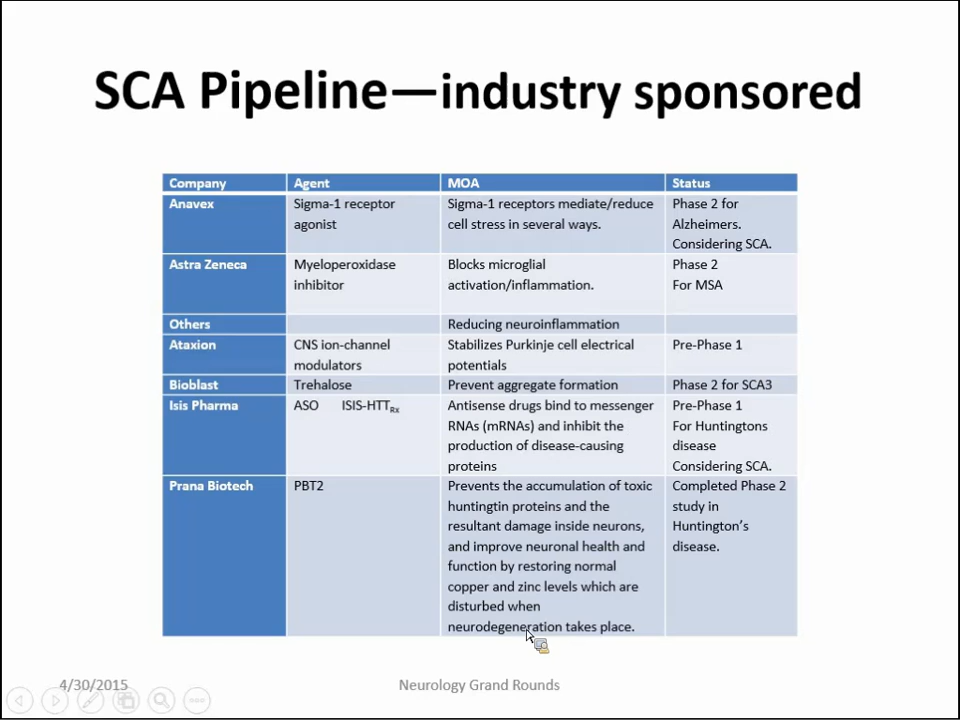 SCA Pipeline—industry sponsored
Company Agent MOA Status
Anavex Sigma-1 receptor Sigma-1 receptors mediate/reduce Phase 2 for
agonist cell stress in several ways. Alzheimers.
Considering SCA.
Astra Zeneca Myeloperoxidase Blocks microglial Phase 2
inhibitor activation/inflammation. For MSA
Others Reducing neuroinflammation
Ataxion CNS ion-channel Stabilizes Purkinje cell electrical Pre-Phase 1
modulators potentials
Bioblast Trehalose Prevent aggregate formation Phase 2 for SCA3
Isis Pharma ASO ISIS-HTTRx Antisense drugs bind to messenger Pre-Phase 1
RNAs (mRNAs) and inhibit the For Huntingtons
production of disease-causing disease
proteins Considering SCA.
Prana Biotech PBT2 Prevents the accumulation of toxic Completed Phase 2
huntingtin proteins and the study in
resultant damage inside neurons, Huntington's
and improve neuronal health and disease.
function by restoring normal
copper and zinc levels which are
disturbed when
neurodegeneration takes place.
4/30/2015 Neurology Grand Rounds